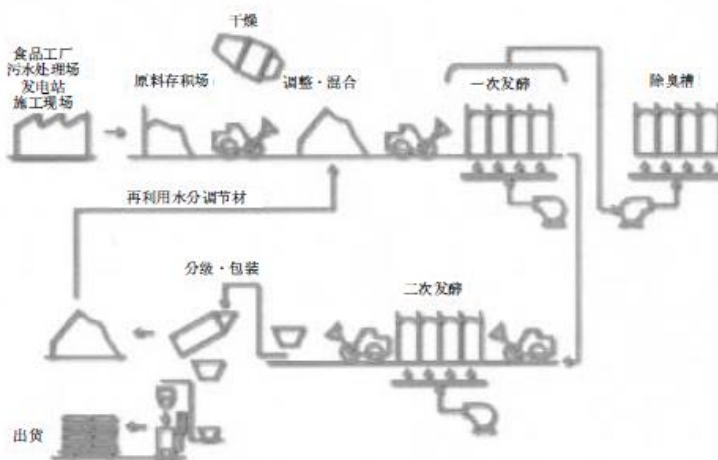 干燥
食品工厂
污水处理场
发电站
施工现场
原料存积场
调整·混合
一次发酵
除臭槽
再利用水分调节材
分级·包装
二次发酵
出货